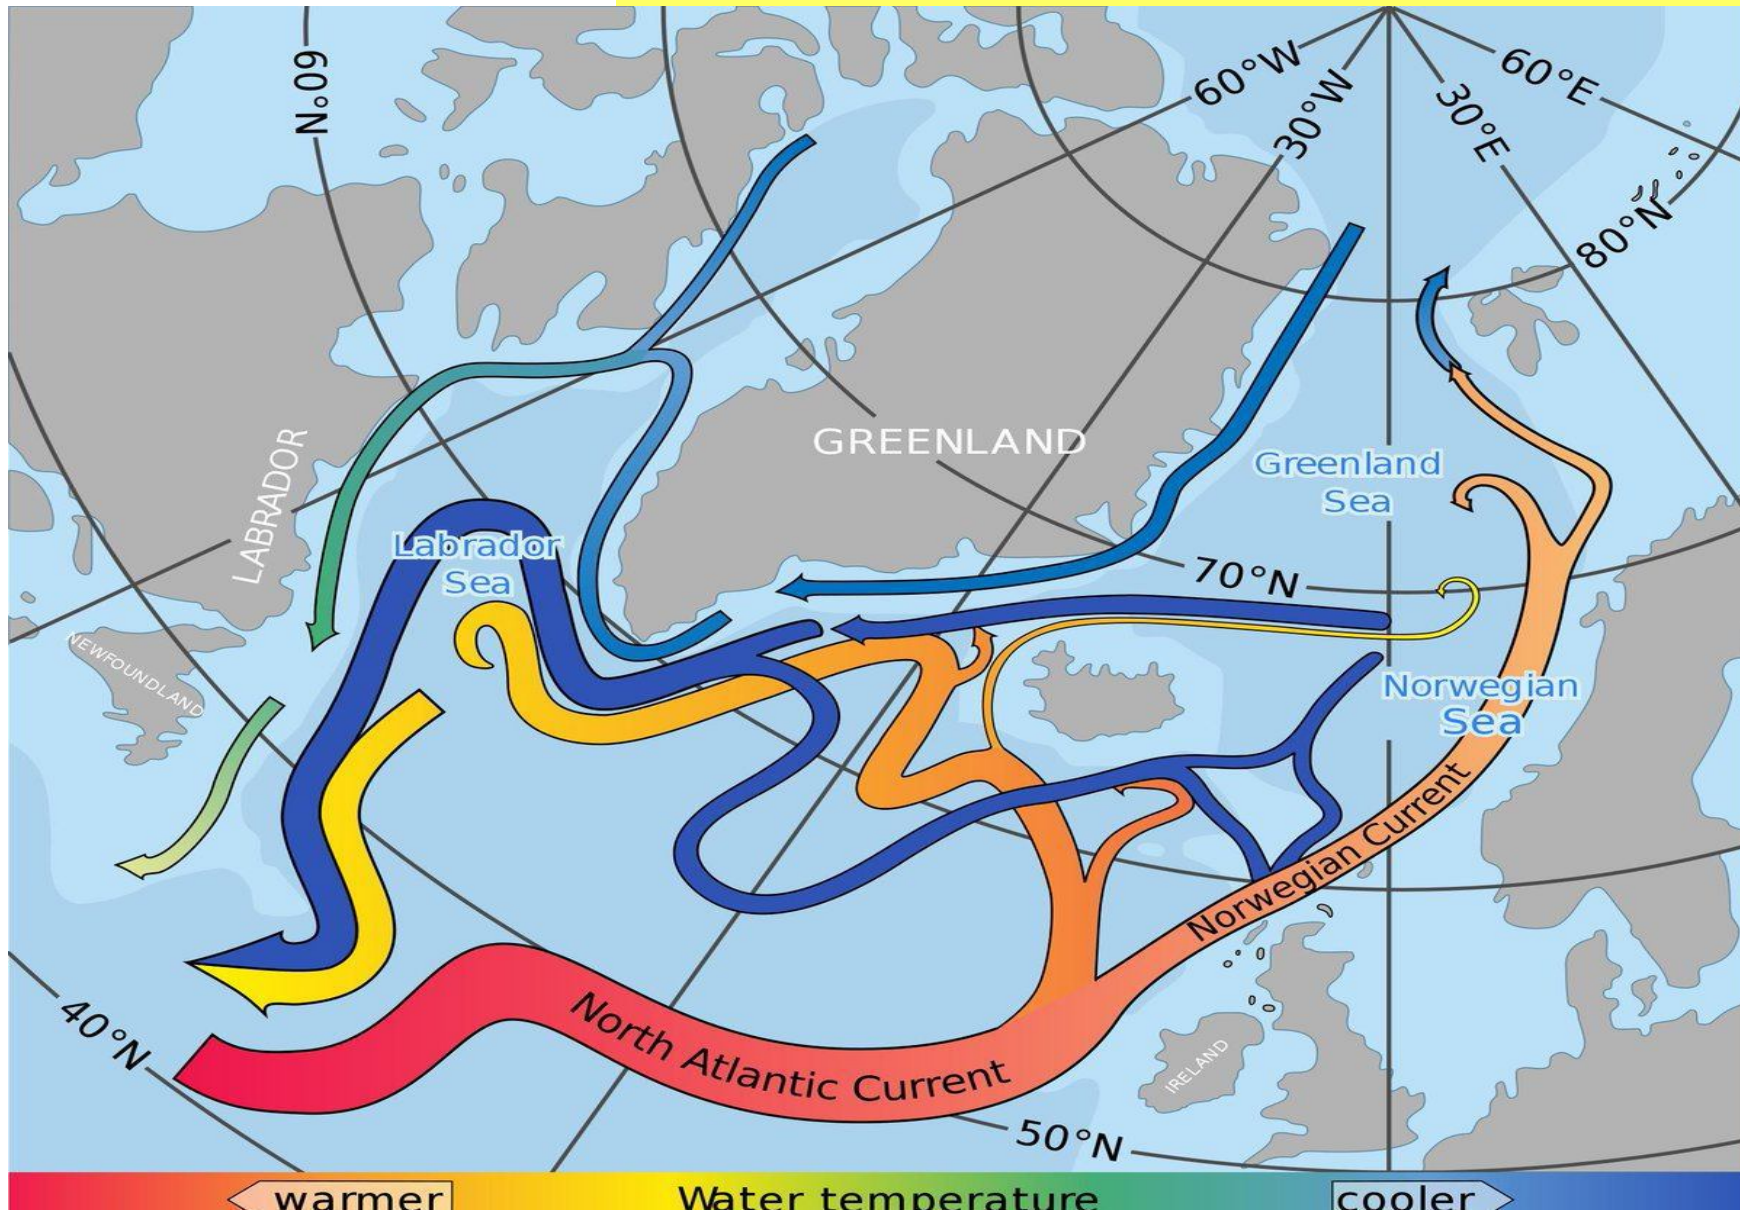 60°N
60°W
30°W
30°E
60°E
80°N
GREENLAND
Greenland
Sea
LABRADOR
Labrador
Sea
70°N
NEWFOUNDLAND
Norwegian
Sea
Norwegian Current
North Atlantic Current
40°N
IRELAND
50°N
warmer
Water temperature
cooler